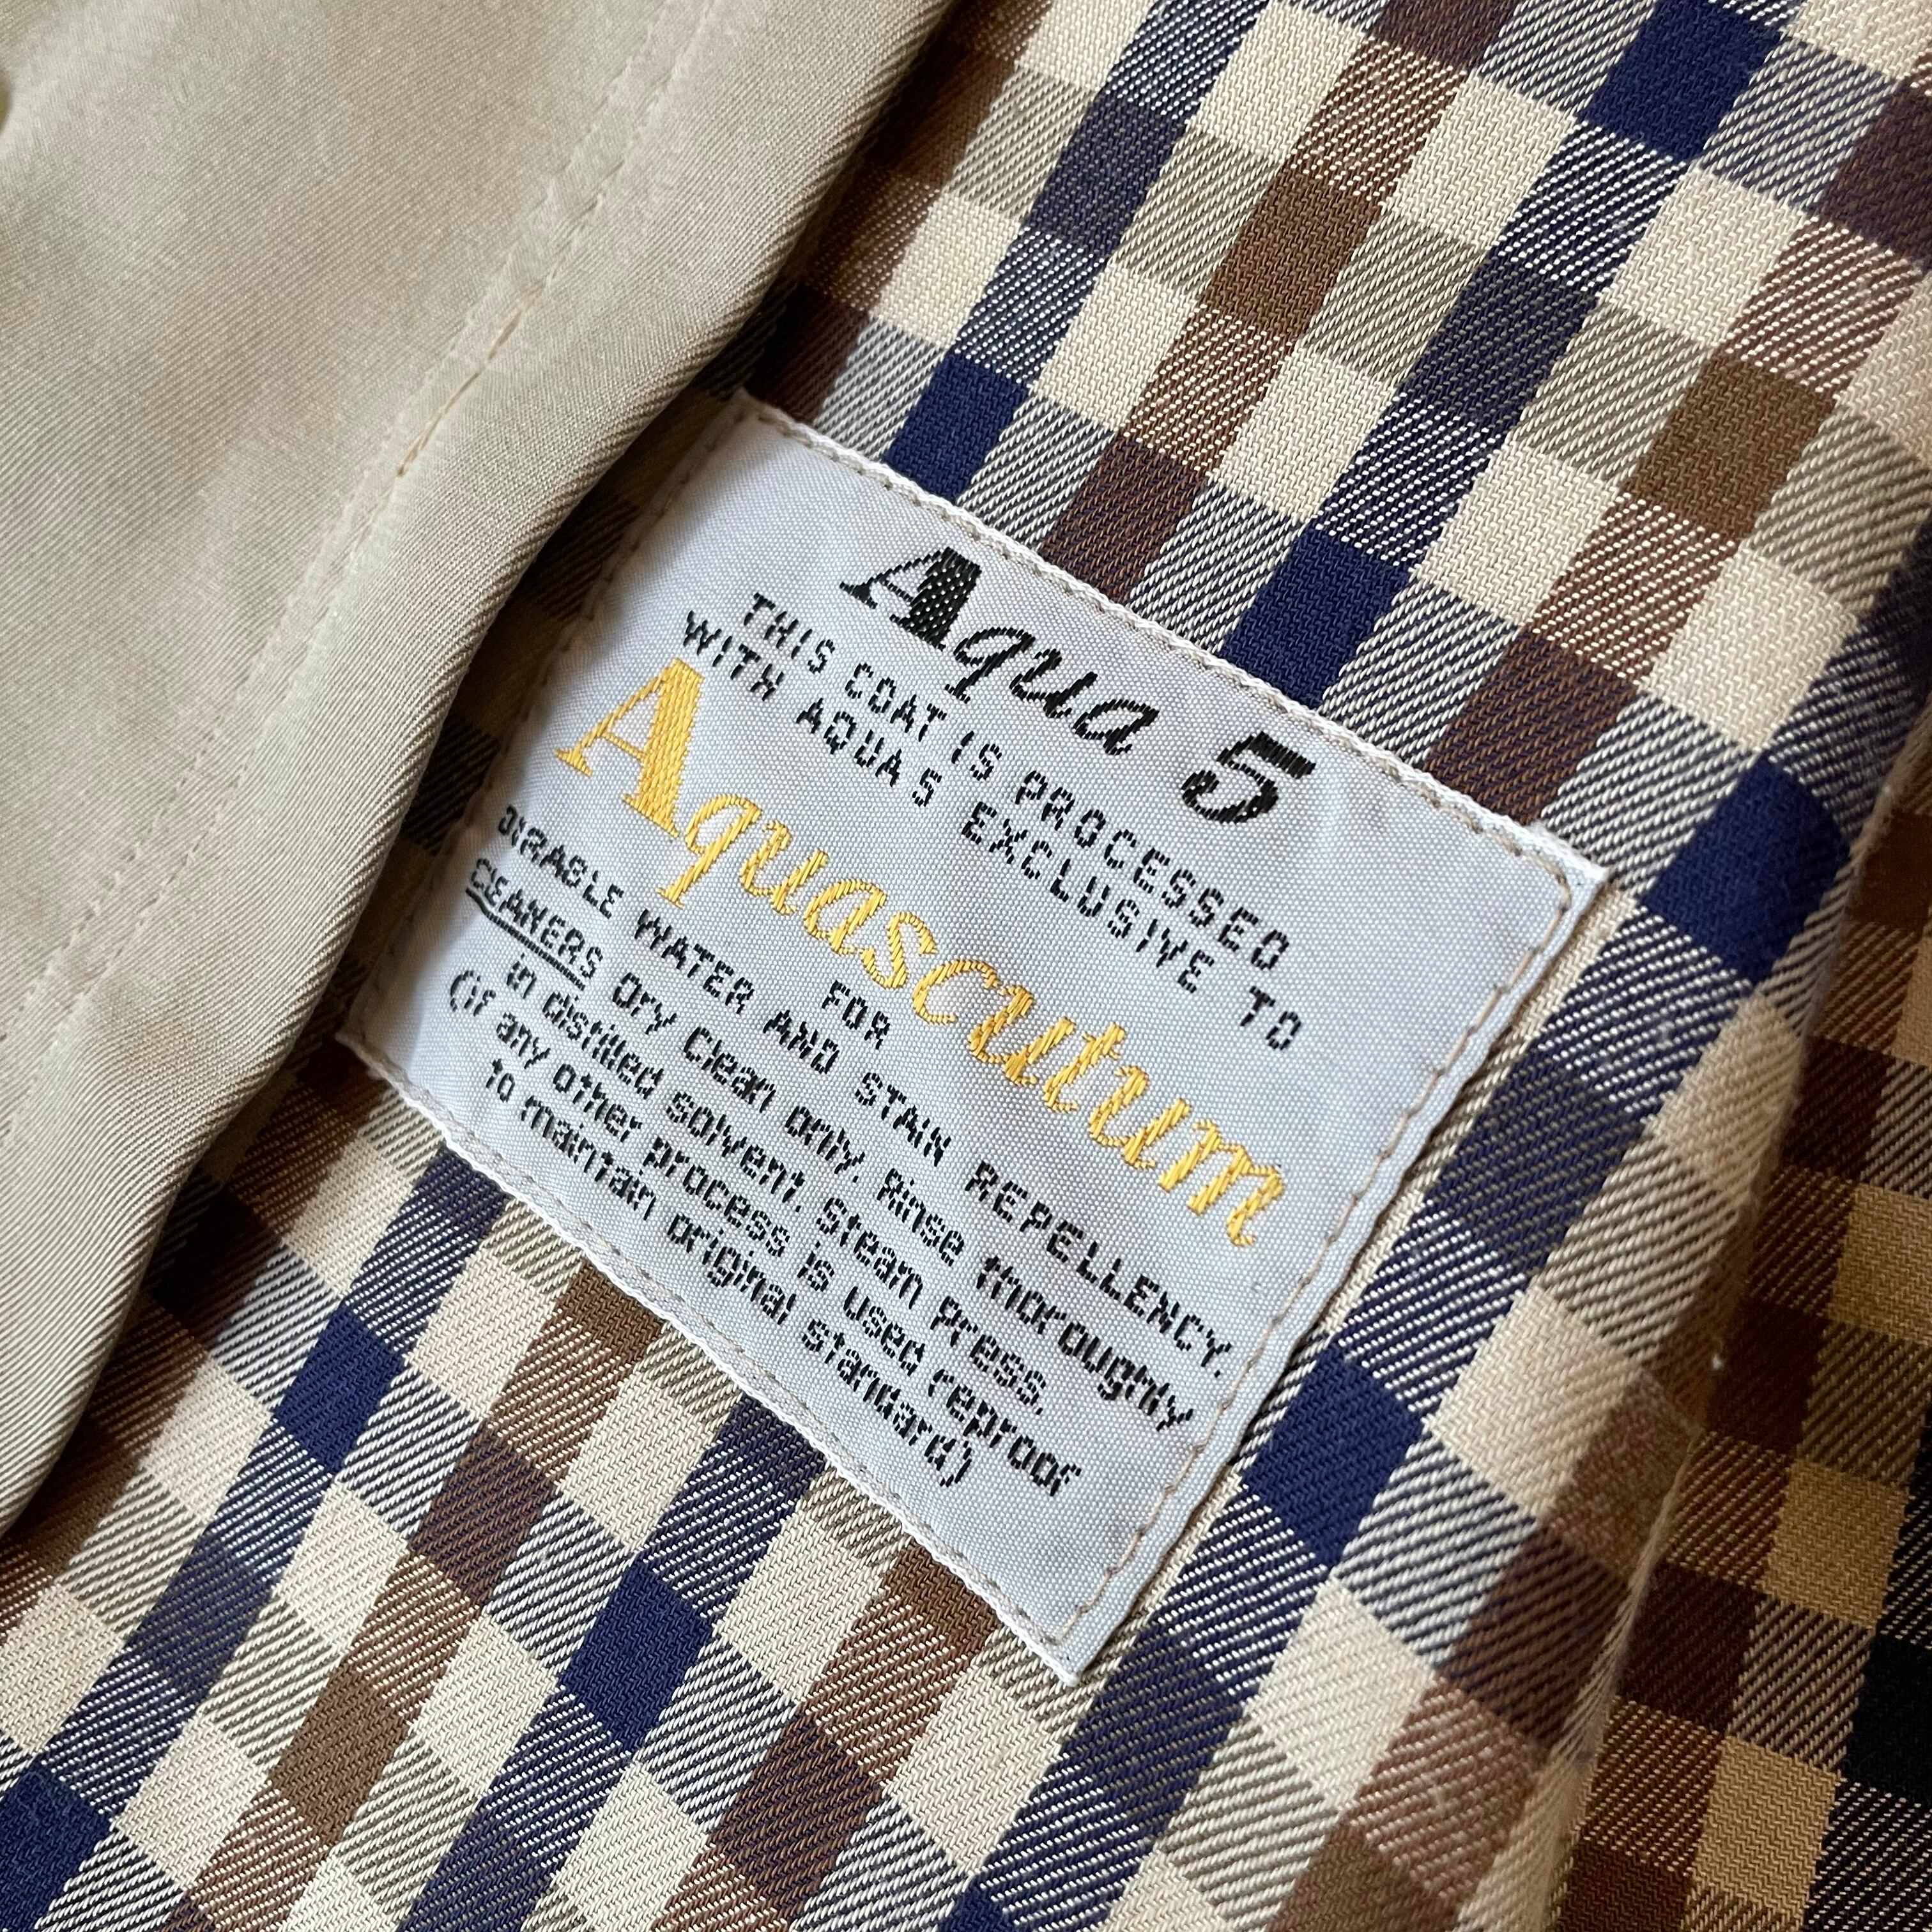 Aqua 5
THIS COAT IS PROCESSED
WITH AQUA 5 EXCLUSIVE TO
Aquascutum
FOR
DURABLE WATER AND STAIN REPELLENCY.
CLEANERS Dry Clean only. Rinse thoroughly
in distilled solvent. Steam Press.
(if any other process is used reproof
to maintain original standard)